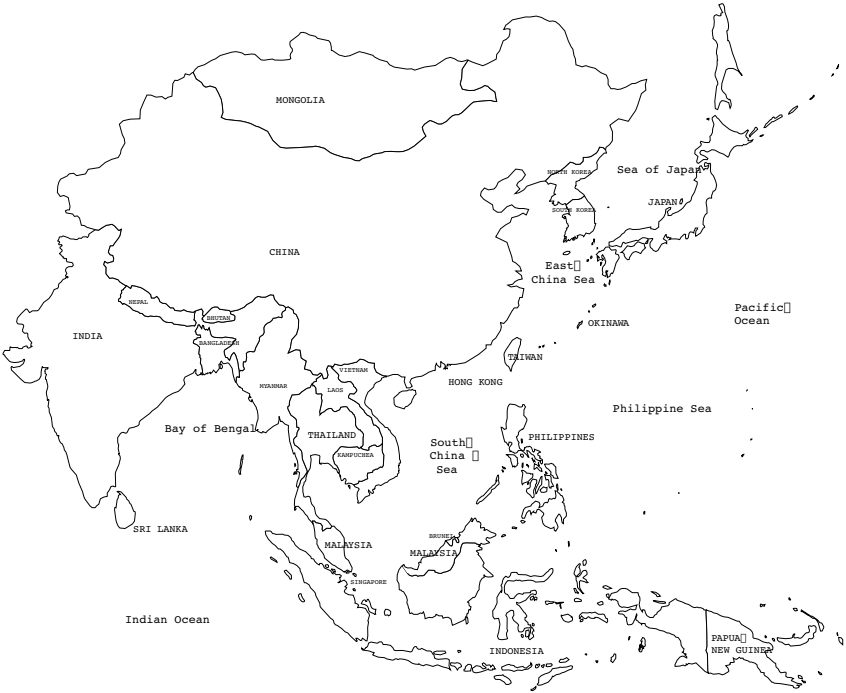 MONGOLIA
NORTH KOREA
Sea of Japan
JAPAN
SOUTH KOREA
CHINA
East
China Sea
NEPAL
BHUTAN
Pacific
Ocean
OKINAWA
INDIA
BANGLADESH
TAIWAN
VIETNAM
HONG KONG
MYANMAR
LAOS
Philippine Sea
Bay of Bengal
THAILAND
PHILIPPINES
South
China
Sea
KAMPUCHEA
SRI LANKA
BRUNEI
MALAYSIA
MALAYSIA
SINGAPORE
Indian Ocean
PAPUA
NEW GUINEA
INDONESIA